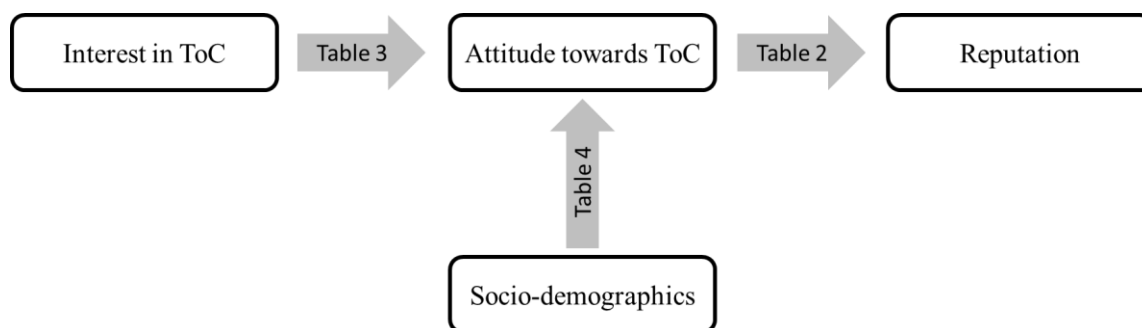 Interest in ToC
Table 3
Attitude towards ToC
Table 2
Reputation
Table 4
Socio-demographics